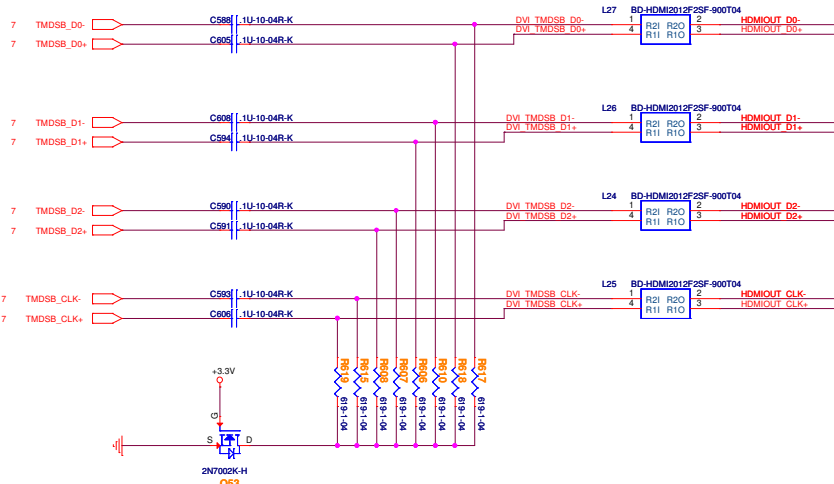 L27 BD-HDMI2012F2SF-900T04
7 TMDSB_D0- C588 .1U-10-04R-K DVI_TMDSB_D0- 1 R2I R2O 2 HDMIOUT_D0-
7 TMDSB_D0+ C605 .1U-10-04R-K DVI_TMDSB_D0+ 4 R1I R1O 3 HDMIOUT_D0+
L26 BD-HDMI2012F2SF-900T04
7 TMDSB_D1- C608 .1U-10-04R-K DVI_TMDSB_D1- 1 R2I R2O 2 HDMIOUT_D1-
7 TMDSB_D1+ C594 .1U-10-04R-K DVI_TMDSB_D1+ 4 R1I R1O 3 HDMIOUT_D1+
L24 BD-HDMI2012F2SF-900T04
7 TMDSB_D2- C590 .1U-10-04R-K DVI_TMDSB_D2- 1 R2I R2O 2 HDMIOUT_D2-
7 TMDSB_D2+ C591 .1U-10-04R-K DVI_TMDSB_D2+ 4 R1I R1O 3 HDMIOUT_D2+
L25 BD-HDMI2012F2SF-900T04
7 TMDSB_CLK- C593 .1U-10-04R-K DVI_TMDSB_CLK- 1 R2I R2O 2 HDMIOUT_CLK-
7 TMDSB_CLK+ C606 .1U-10-04R-K DVI_TMDSB_CLK+ 4 R1I R1O 3 HDMIOUT_CLK+
R619 R615 R608 R607 R606 R610 R618 R617
+3.3V
619-1-04 619-1-04 619-1-04 619-1-04 619-1-04 619-1-04 619-1-04 619-1-04
G
S D
2N7002K-H
Q53